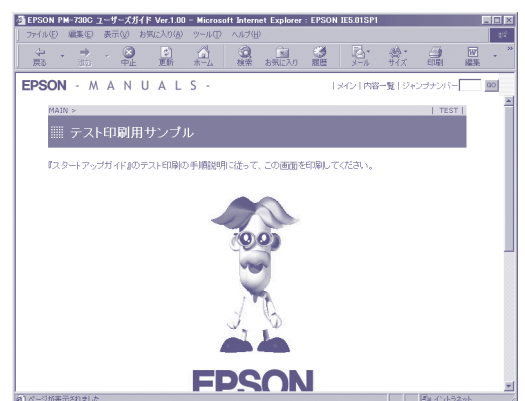 EPSON PM-730C ユーザーズガイド Ver.1.00 - Microsoft Internet Explorer : EPSON IE5.01SP1
ファイル(F) 編集(E) 表示(V) お気に入り(A) ツール(T) ヘルプ(H)
戻る 中止 更新 ホーム 検索 お気に入り 履歴 メール サイズ 印刷 編集
EPSON - MANUALS - | メイン | 内容一覧 | ジャンプナンバー GO
MAIN > | TEST |
テスト印刷用サンプル
『スタートアップガイド』のテスト印刷の手順説明に従って、この画面を印刷してください。
EPSON
ページが表示されました イントラネット